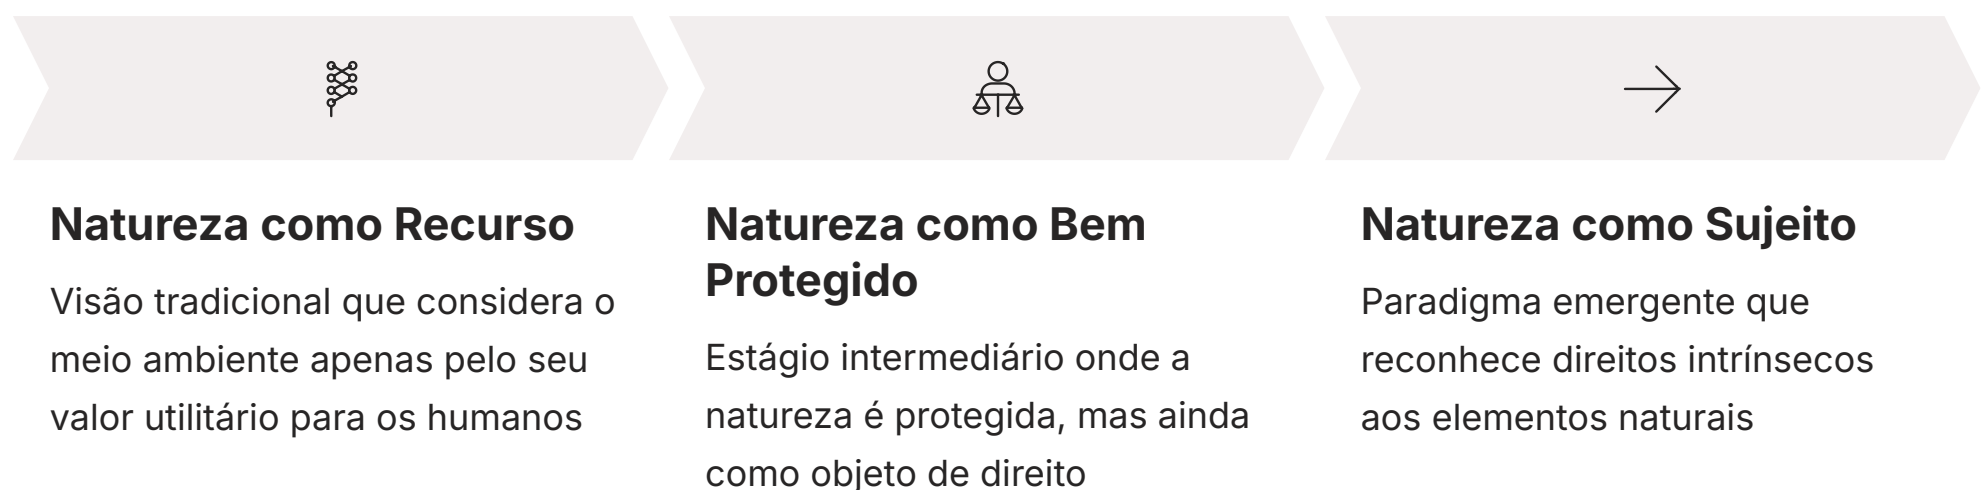 Natureza como Recurso
Visão tradicional que considera o
meio ambiente apenas pelo seu
valor utilitário para os humanos
Natureza como Bem
Protegido
Estágio intermediário onde a
natureza é protegida, mas ainda
como objeto de direito
Natureza como Sujeito
Paradigma emergente que
reconhece direitos intrínsecos
aos elementos naturais